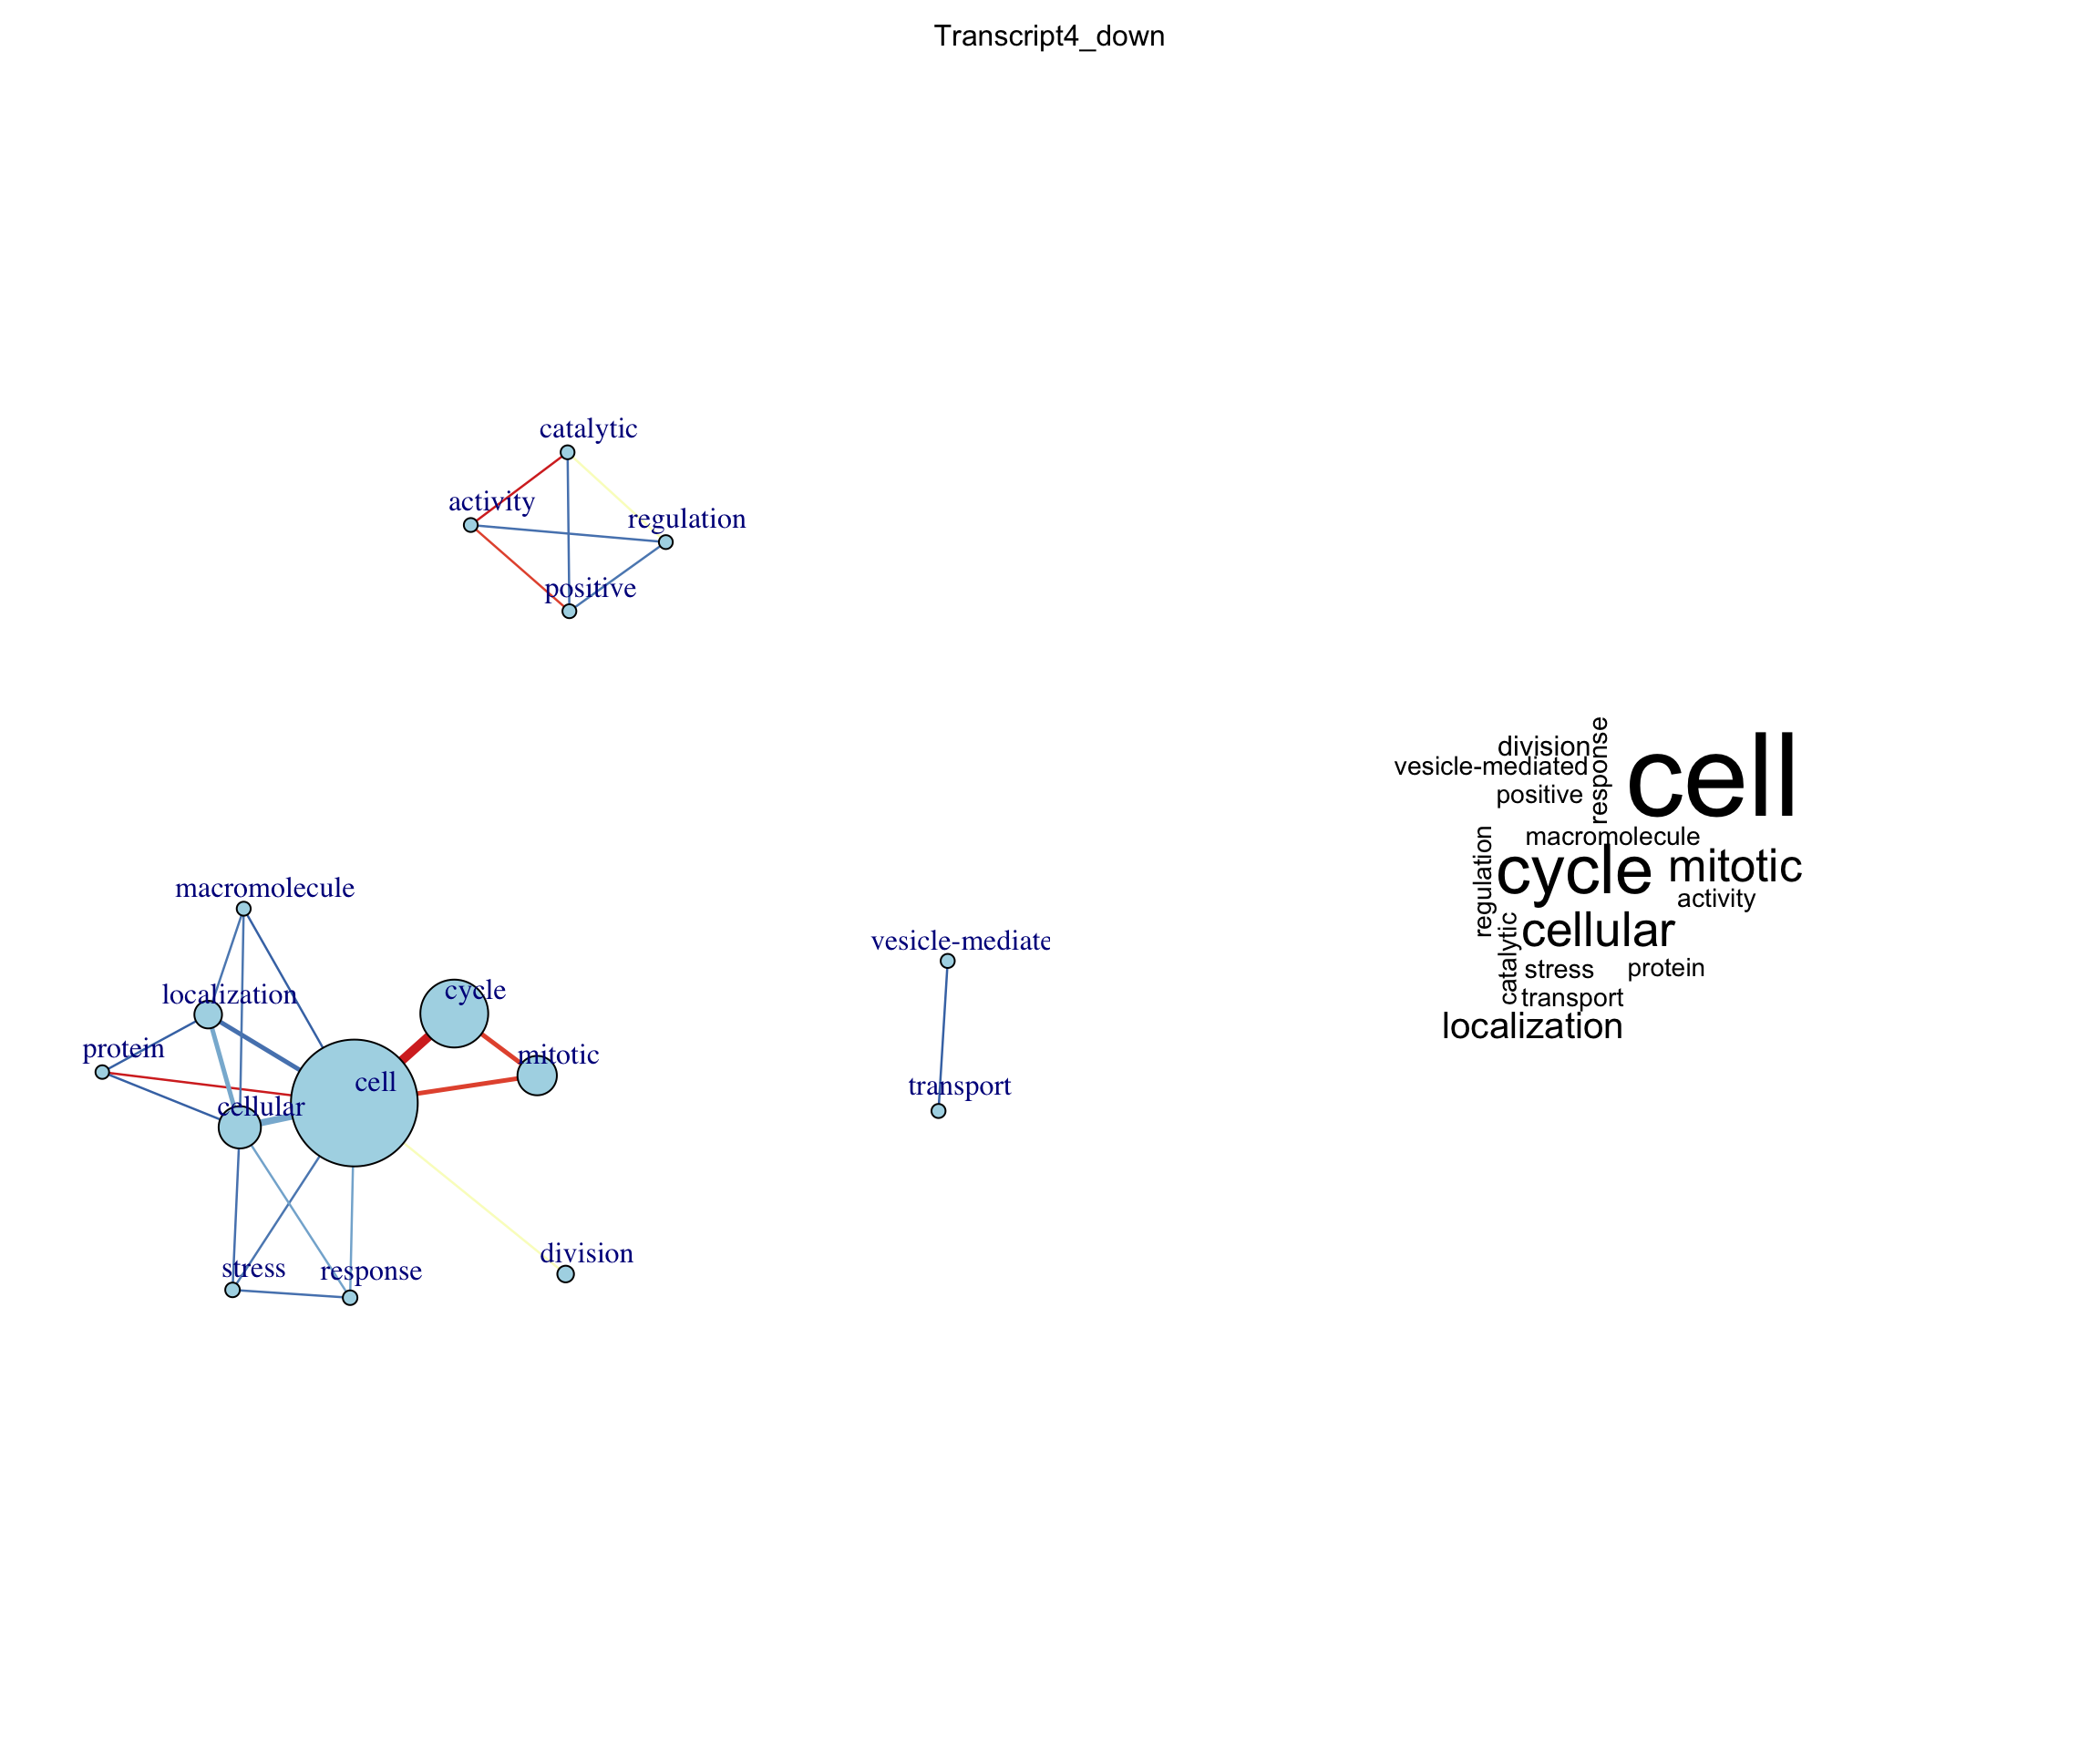 Transcript4_down
catalytic
activity
regulation
positive
macromolecule
localization
cycle
protein
mitotic
cell
cellular
stress
response
division
vesicle-mediate
transport
division
vesicle-mediated
positive
response
cell
macromolecule
regulation
cycle
mitotic
activity
cellular
catalytic
stress
protein
transport
localization